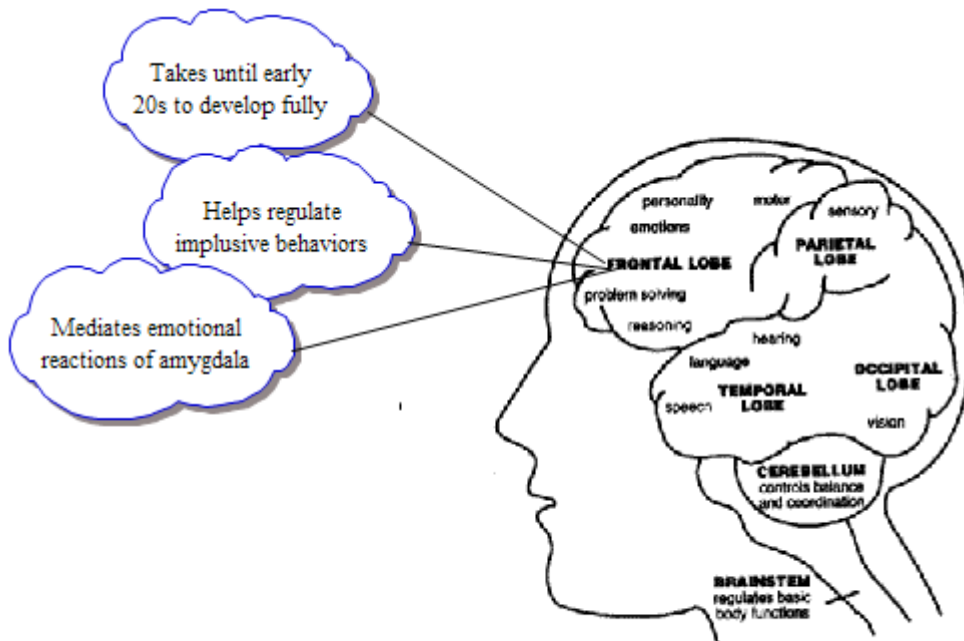 Takes until early
20s to develop fully
Helps regulate
implusive behaviors
Mediates emotional
reactions of amygdala
personality
motor
sensory
emotions
PARIETAL
LOBE
FRONTAL LOBE
problem solving
reasoning
hearing
language
OCCIPITAL
LOBE
TEMPORAL
LOBE
speech
vision
CEREBELLUM
controls balance
and coordination
BRAINSTEM
regulates basic
body functions